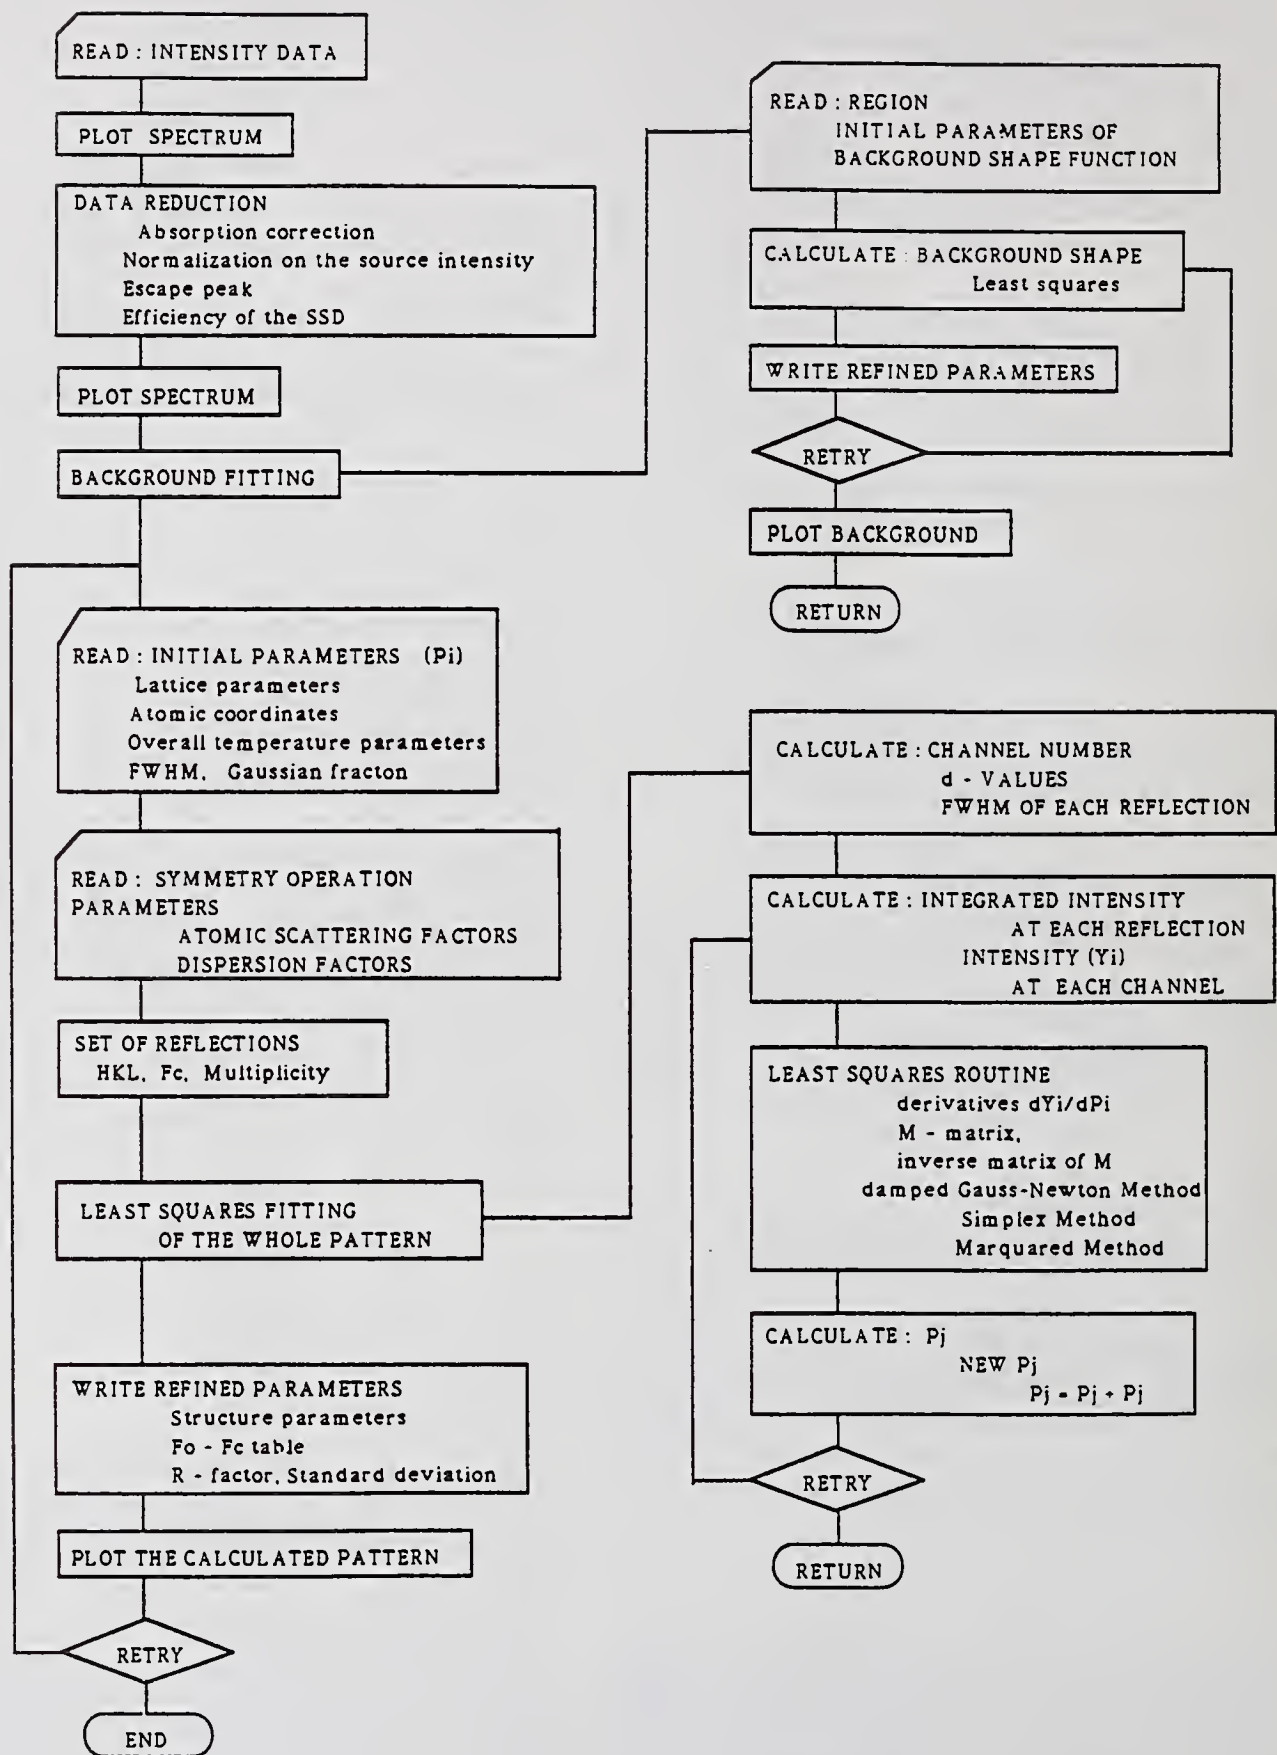 READ : INTENSITY DATA
PLOT SPECTRUM
DATA REDUCTION
Absorption correction
Normalization on the source intensity
Escape peak
Efficiency of the SSD
PLOT SPECTRUM
BACKGROUND FITTING
READ : INITIAL PARAMETERS (Pi)
Lattice parameters
Atomic coordinates
Overall temperature parameters
FWHM, Gaussian fracton
READ : SYMMETRY OPERATION
PARAMETERS
ATOMIC SCATTERING FACTORS
DISPERSION FACTORS
SET OF REFLECTIONS
HKL, Fc, Multiplicity
LEAST SQUARES FITTING
OF THE WHOLE PATTERN
WRITE REFINED PARAMETERS
Structure parameters
Fo - Fc table
R - factor, Standard deviation
PLOT THE CALCULATED PATTERN
RETRY
END
READ : REGION
INITIAL PARAMETERS OF
BACKGROUND SHAPE FUNCTION
CALCULATE : BACKGROUND SHAPE
Least squares
WRITE REFINED PARAMETERS
RETRY
PLOT BACKGROUND
RETURN
CALCULATE : CHANNEL NUMBER
d - VALUES
FWHM OF EACH REFLECTION
CALCULATE : INTEGRATED INTENSITY
AT EACH REFLECTION
INTENSITY (Yi)
AT EACH CHANNEL
LEAST SQUARES ROUTINE
derivatives dYi/dPi
M - matrix,
inverse matrix of M
damped Gauss-Newton Method
Simplex Method
Marquared Method
CALCULATE : Pj
NEW Pj
Pj = Pj + Pj
RETRY
RETURN